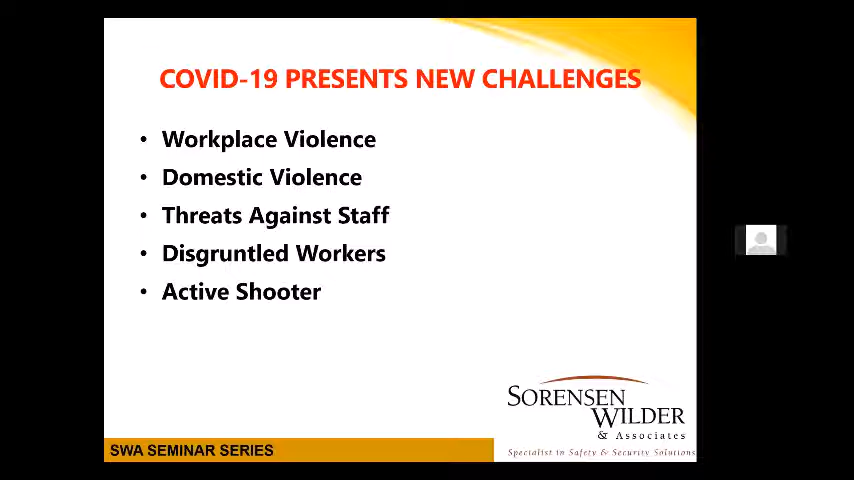 COVID-19 PRESENTS NEW CHALLENGES
• Workplace Violence
• Domestic Violence
• Threats Against Staff
• Disgruntled Workers
• Active Shooter
SORENSEN
WILDER
& Associates
Specialist in Safety & Security Solutions
SWA SEMINAR SERIES